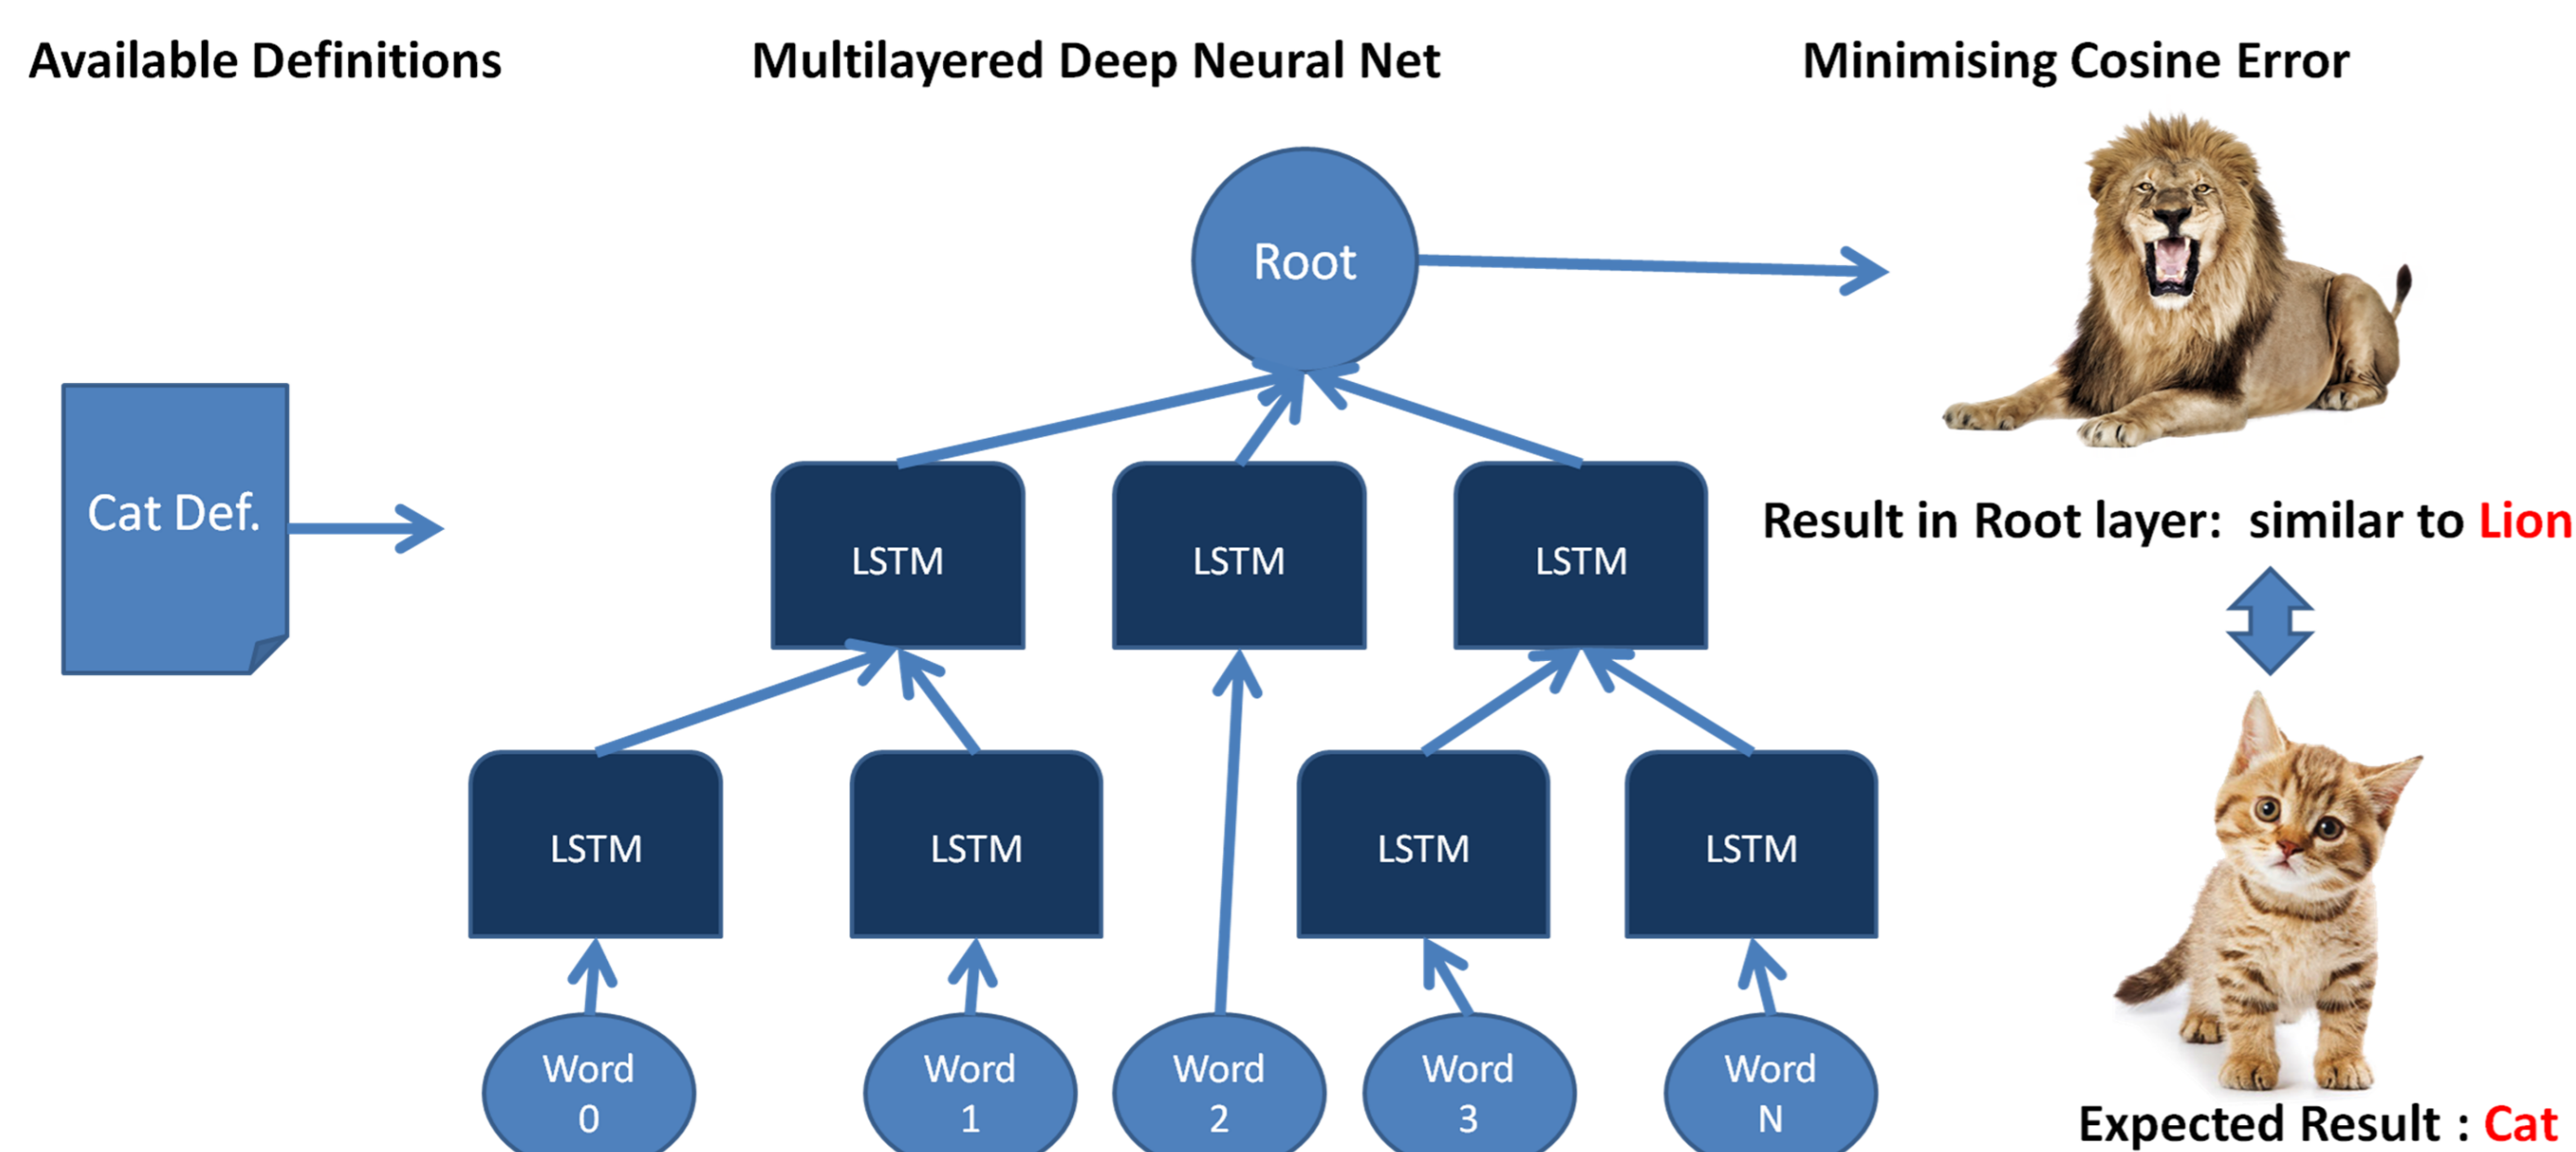 Available Definitions
Multilayered Deep Neural Net
Minimising Cosine Error
Root
Cat Def.
LSTM
LSTM
LSTM
Result in Root layer:  similar to Lion
LSTM
LSTM
LSTM
LSTM
Word
0
Word
1
Word
2
Word
3
Word
N
Expected Result : Cat